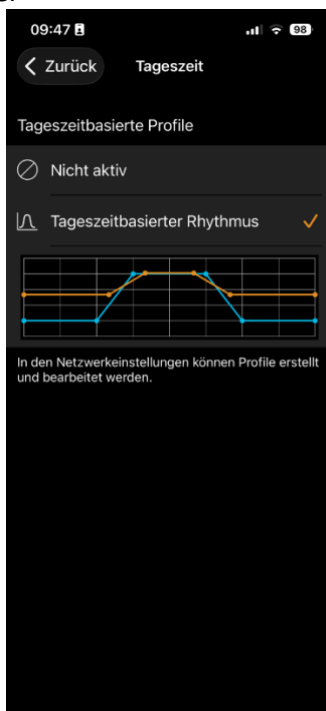 09:47 98
Zurück Tageszeit
Tageszeitbasierte Profile
Nicht aktiv
Tageszeitbasierter Rhythmus
In den Netzwerkeinstellungen können Profile erstellt
und bearbeitet werden.